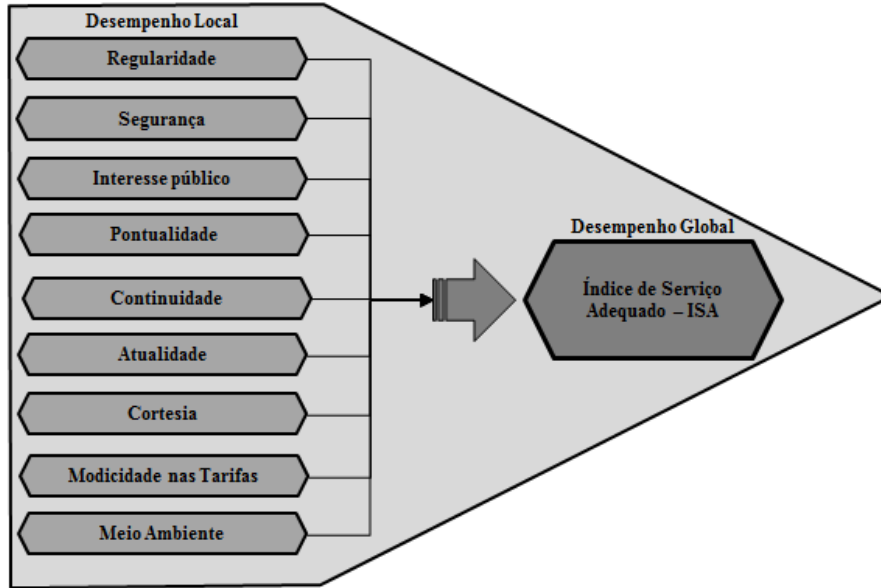 Desempenho Local
Regularidade
Segurança
Interesse público
Pontualidade
Continuidade
Atualidade
Cortesia
Modicidade nas Tarifas
Meio Ambiente
Desempenho Global
Índice de Serviço
Adequado – ISA